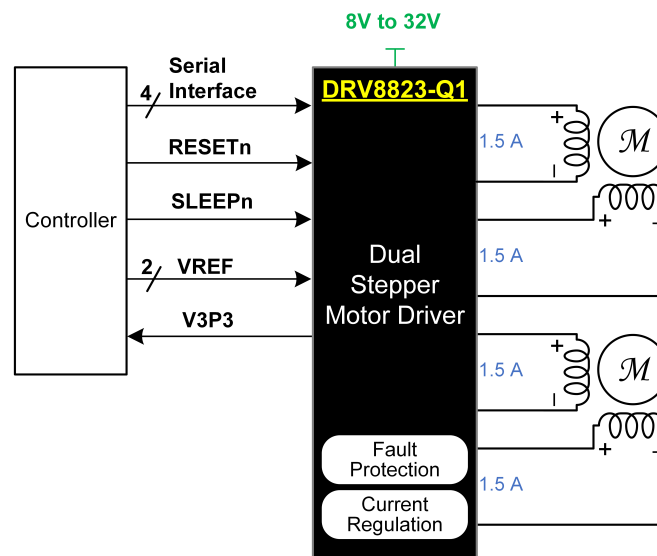 8V to 32V
Serial
Interface
4
DRV8823-Q1
RESETn
SLEEPn
Controller
2
VREF
V3P3
Dual
Stepper
Motor Driver
Fault
Protection
Current
Regulation
+
1.5 A
–
M
+
-
1.5 A
+
1.5 A
–
M
+
-
1.5 A